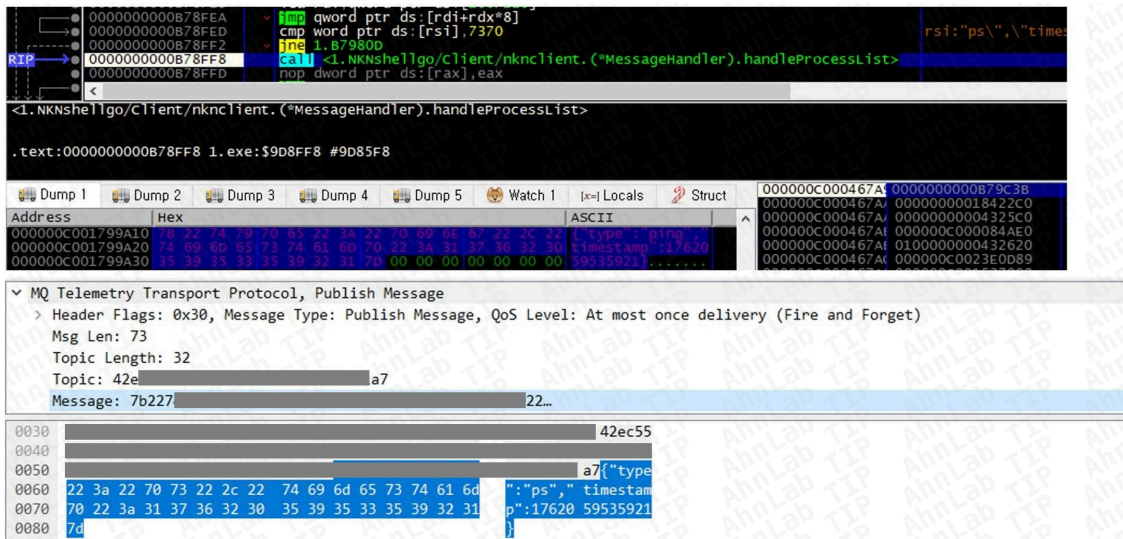 0000000000B78FEA jmp qword ptr ds:[rdi+rdx*8]
0000000000B78FED cmp word ptr ds:[rsi],7370 rsi:"ps\",\"times
0000000000B78FF2 jne 1.B7980D
RIP 0000000000B78FF8 call <1.NKNshellgo/Client/nknclient.(*MessageHandler).handleProcessList>
0000000000B78FFD nop dword ptr ds:[rax],eax
<1.NKNshellgo/Client/nknclient.(*MessageHandler).handleProcessList>
.text:0000000000B78FF8 1.exe:$9D8FF8 #9D85F8
Dump 1 Dump 2 Dump 3 Dump 4 Dump 5 Watch 1 [x=] Locals Struct
Address Hex ASCII
000000C001799A10 7B 22 74 79 70 65 22 3A 22 70 69 6E 67 22 2C 22 {"type":"ping","
000000C001799A20 74 69 6D 65 73 74 61 6D 70 22 3A 31 37 36 32 30 timestamp":17620
000000C001799A30 35 39 35 33 35 39 32 31 7D 00 00 00 00 00 00 00 59535921}.......
0000000000B79C3B
00000000018422C0
00000000004325C0
000000C000084AE0
0100000000432620
000000C0023E0D89
MQ Telemetry Transport Protocol, Publish Message
Header Flags: 0x30, Message Type: Publish Message, QoS Level: At most once delivery (Fire and Forget)
Msg Len: 73
Topic Length: 32
Topic: 42e a7
Message: 7b227 22…
0030 42ec55
0040
0050 a7{"type
0060 22 3a 22 70 73 22 2c 22 74 69 6d 65 73 74 61 6d ":"ps"," timestam
0070 70 22 3a 31 37 36 32 30 35 39 35 33 35 39 32 31 p":17620 59535921
0080 7d }
AhnLab TIP